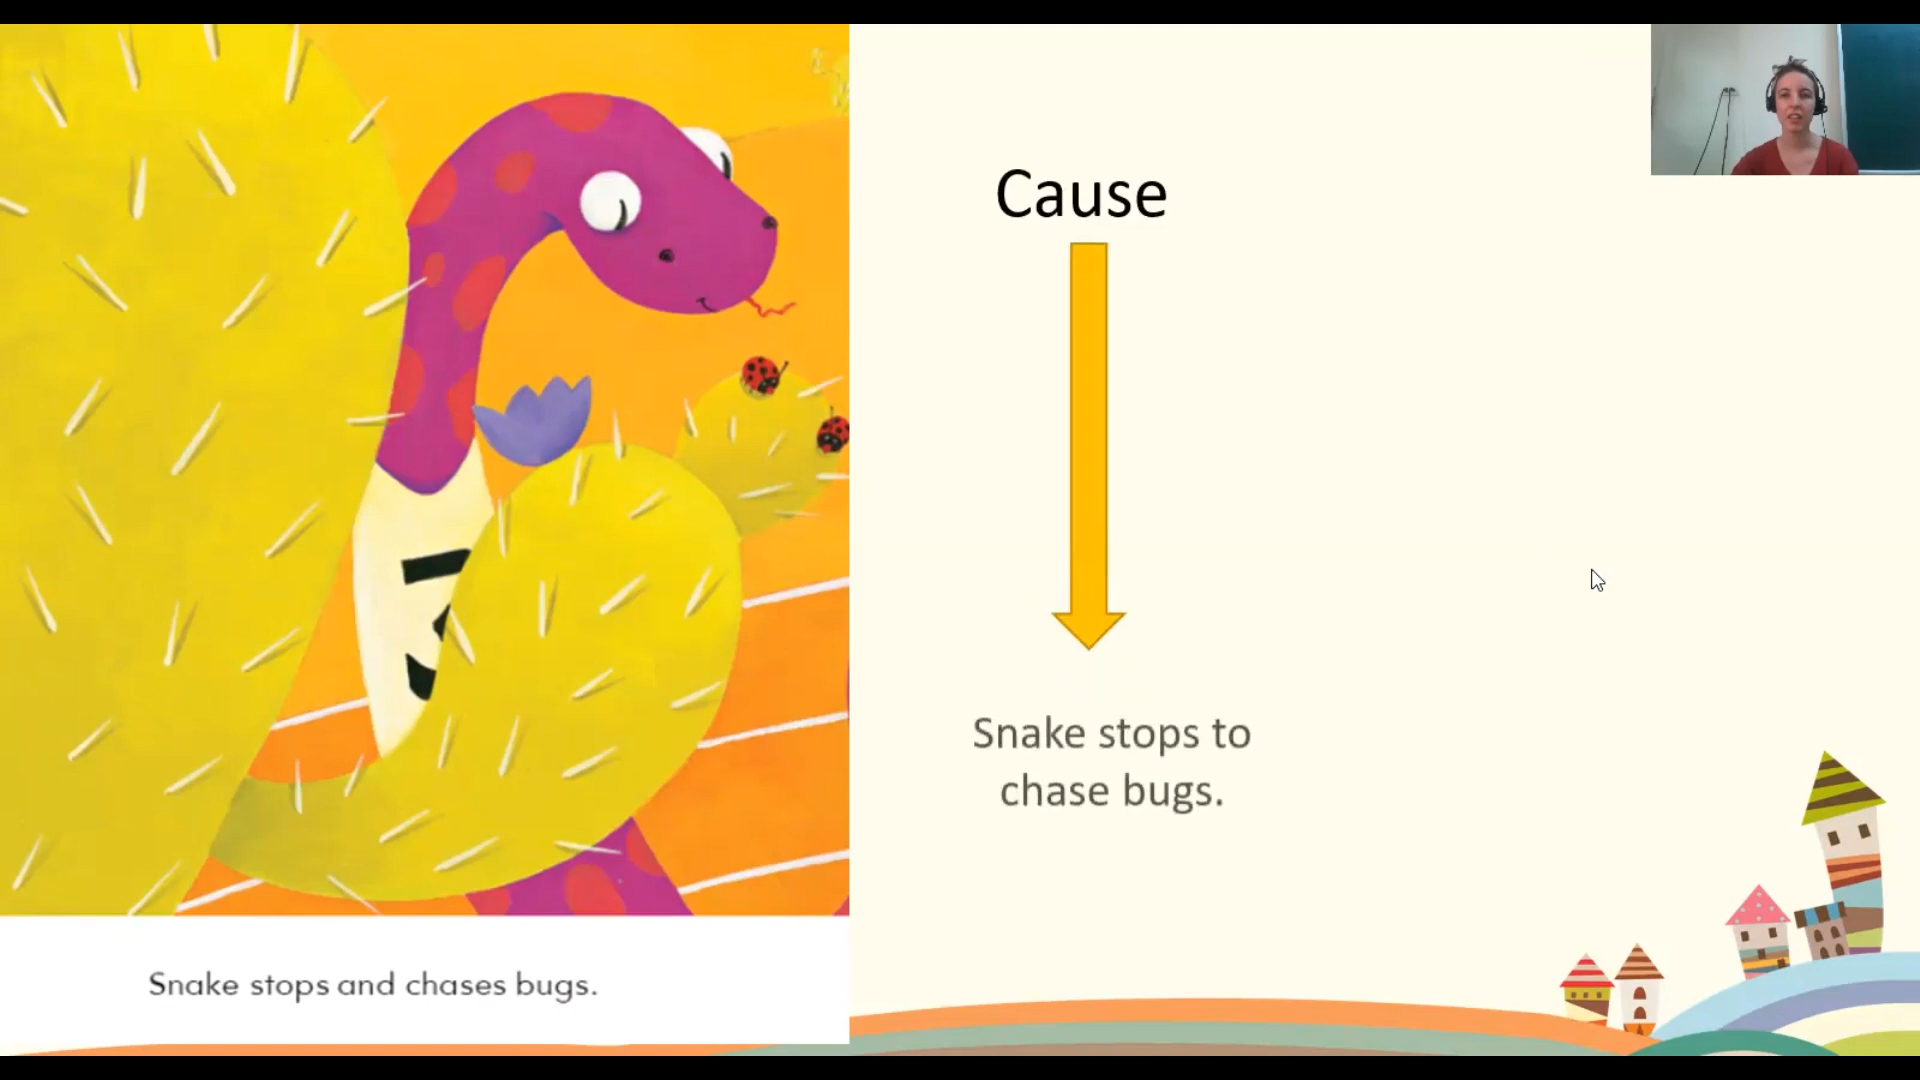 Cause
Snake stops to
chase bugs.
Snake stops and chases bugs.